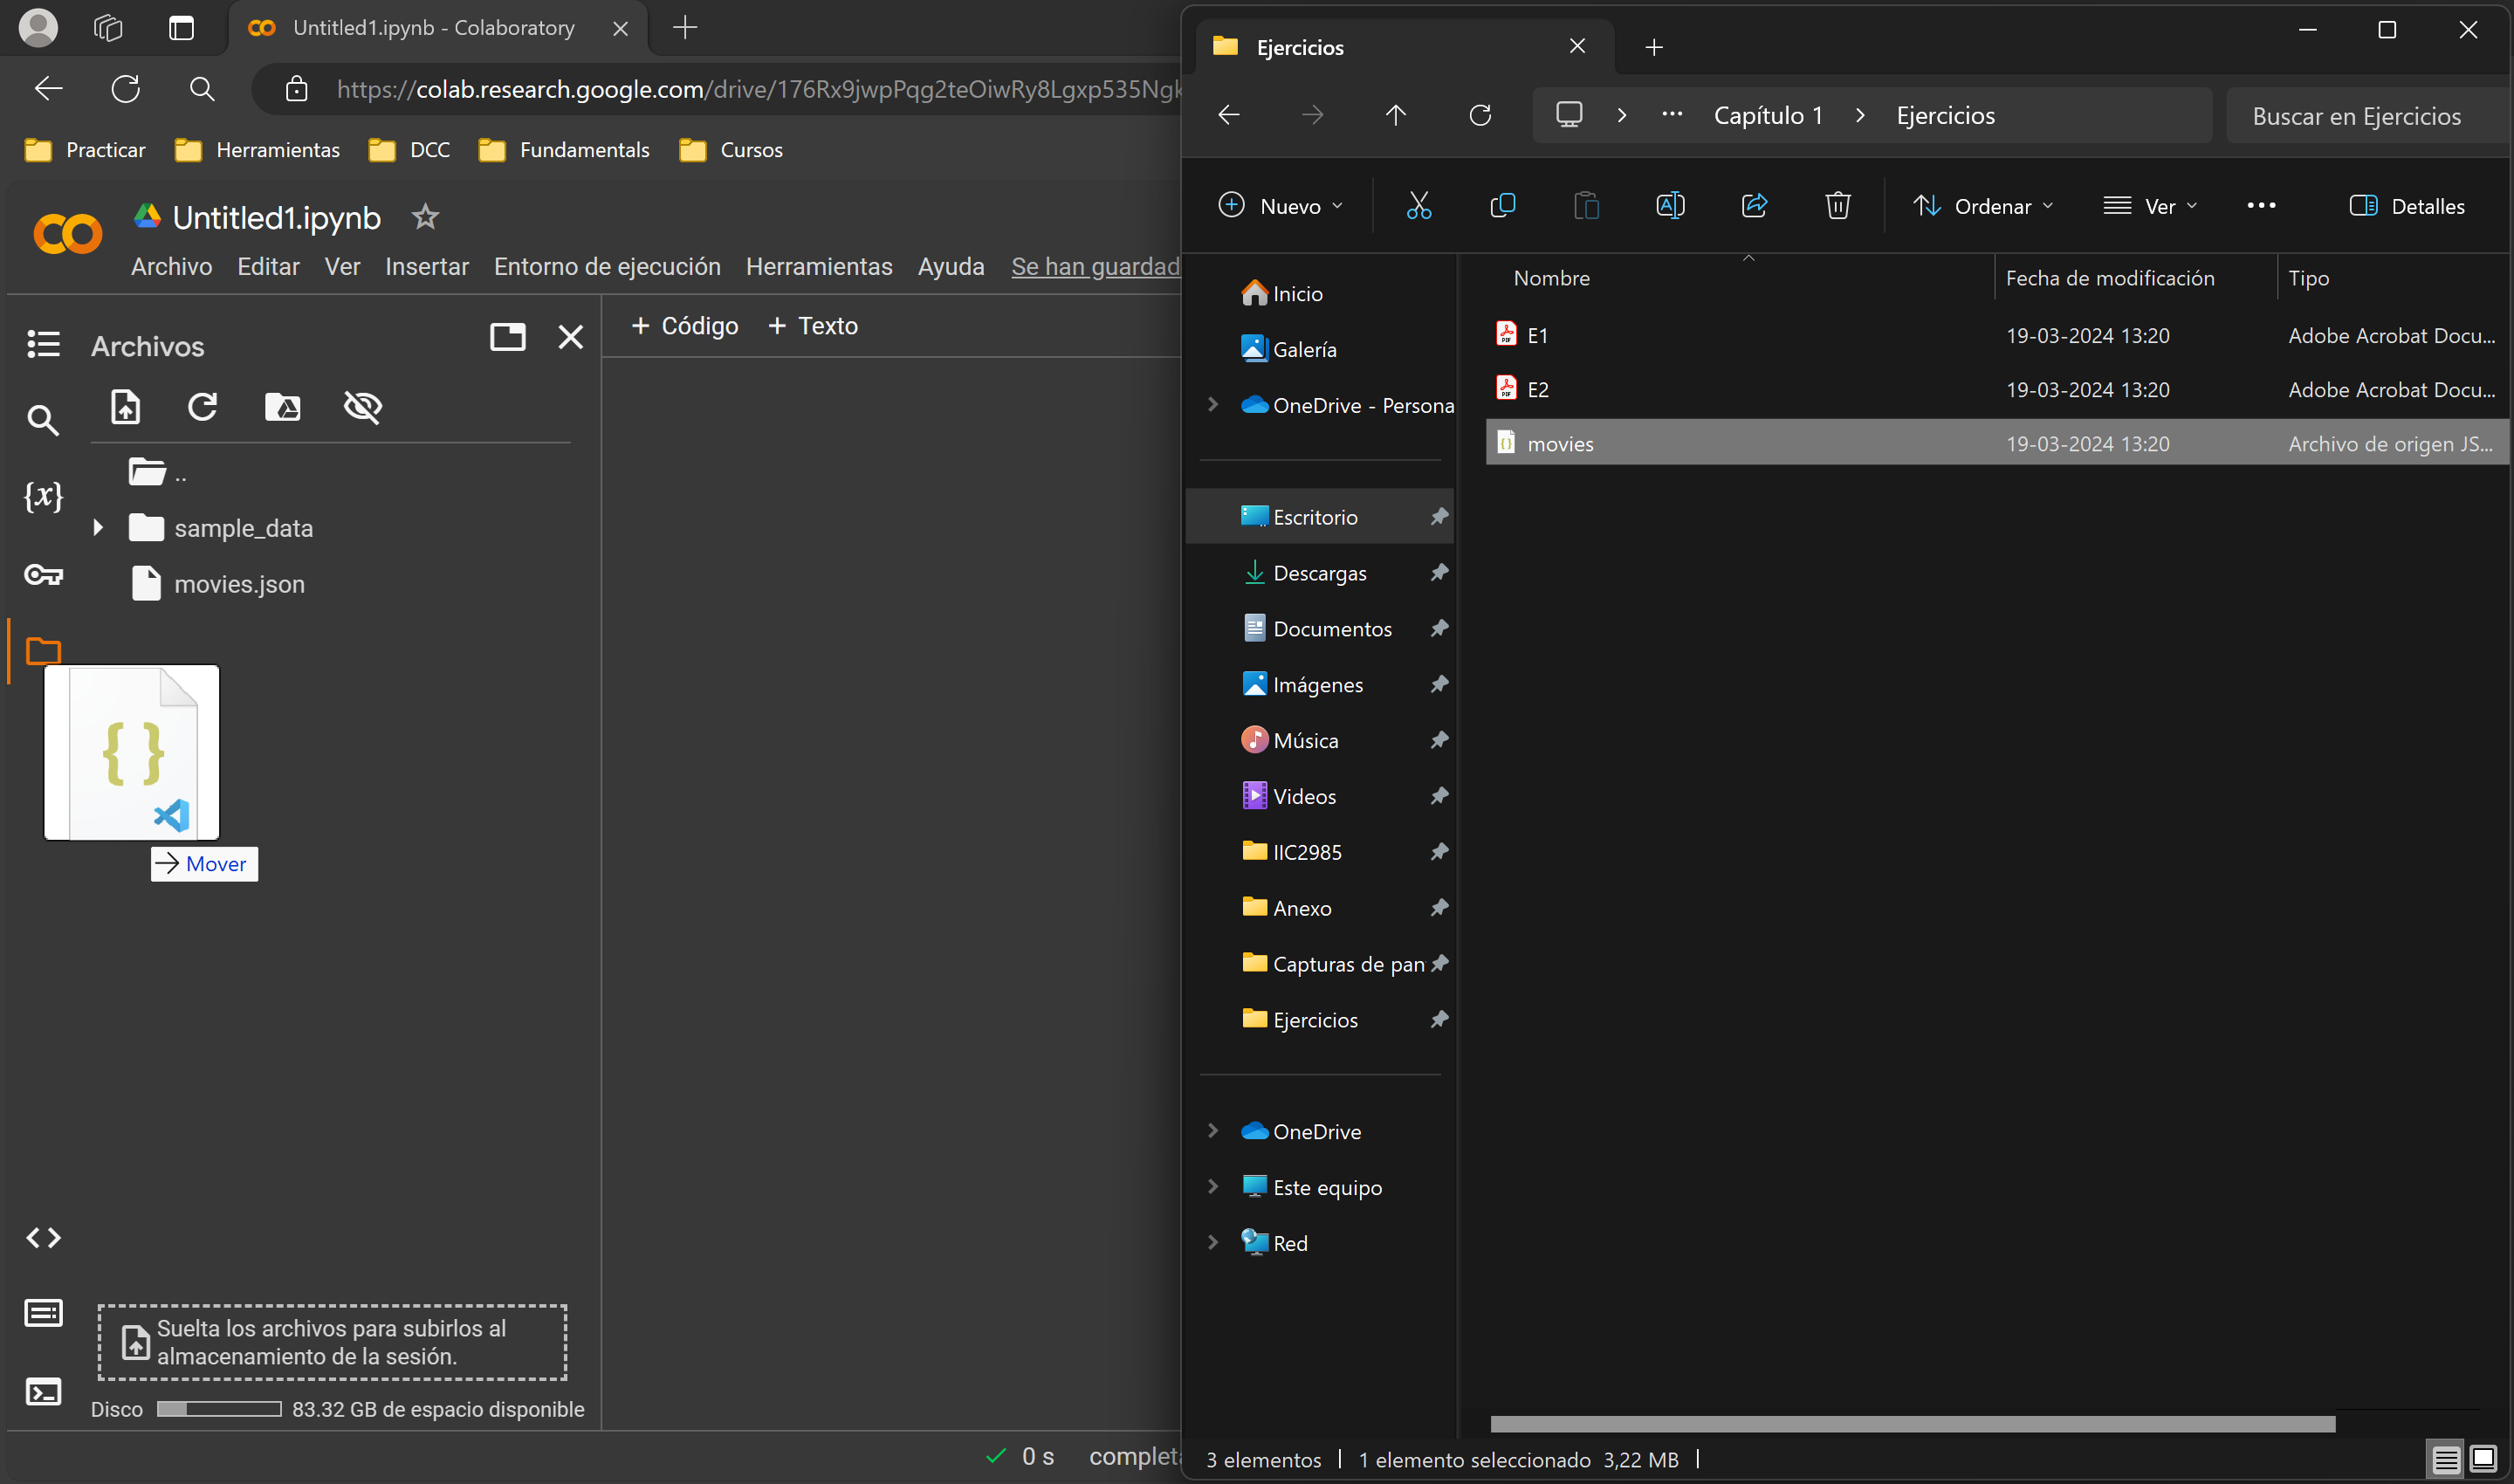 Untitled1.ipynb - Colaboratory
https://colab.research.google.com/drive/176Rx9jwpPqg2teOiwRy8Lgxp535Ngk
Practicar
Herramientas
DCC
Fundamentals
Cursos
Untitled1.ipynb
Archivo
Editar
Ver
Insertar
Entorno de ejecución
Herramientas
Ayuda
Se han guardad
Archivos
+ Código
+ Texto
..
sample_data
movies.json
{x}
{ }
→ Mover
Suelta los archivos para subirlos al
almacenamiento de la sesión.
Disco
83.32 GB de espacio disponible
0 s
complet
Ejercicios
Capítulo 1
Ejercicios
Buscar en Ejercicios
Nuevo
Ordenar
Ver
Detalles
Nombre
Fecha de modificación
Tipo
E1
19-03-2024 13:20
Adobe Acrobat Docu...
E2
19-03-2024 13:20
Adobe Acrobat Docu...
movies
19-03-2024 13:20
Archivo de origen JS...
Inicio
Galería
OneDrive - Persona
Escritorio
Descargas
Documentos
Imágenes
Música
Videos
IIC2985
Anexo
Capturas de pan
Ejercicios
OneDrive
Este equipo
Red
3 elementos
1 elemento seleccionado 3,22 MB